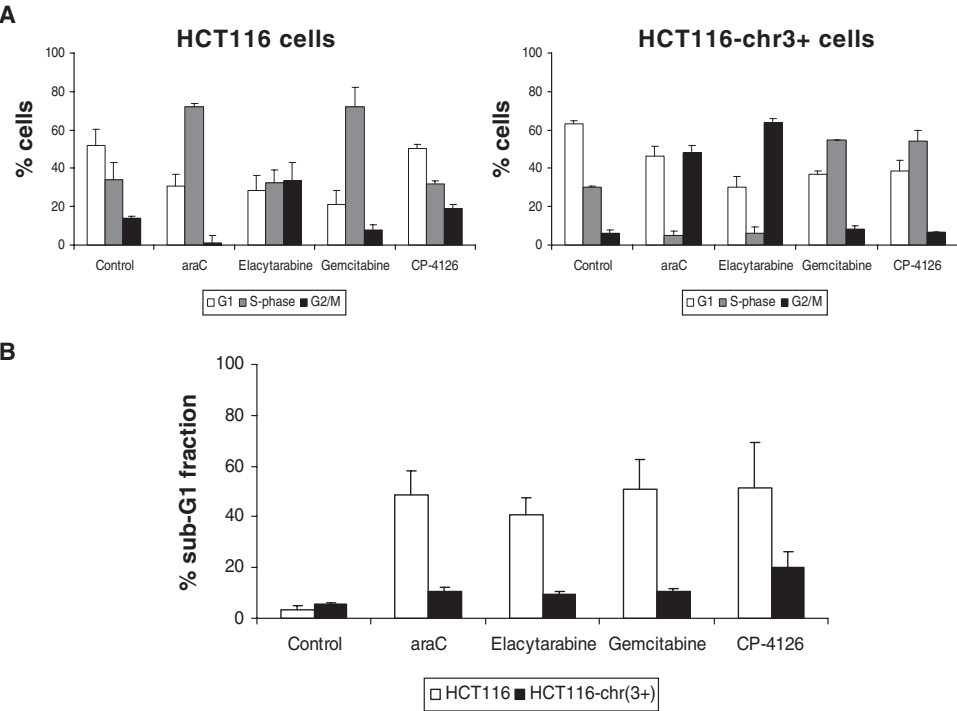 A
HCT116 cells
% cells
100
80
60
40
20
0
Control araC Elacytarabine Gemcitabine CP-4126
G1 S-phase G2/M
HCT116-chr3+ cells
% cells
100
80
60
40
20
0
Control araC Elacytarabine Gemcitabine CP-4126
G1 S-phase G2/M
B
% sub-G1 fraction
100
80
60
40
20
0
Control araC Elacytarabine Gemcitabine CP-4126
HCT116 HCT116-chr(3+)